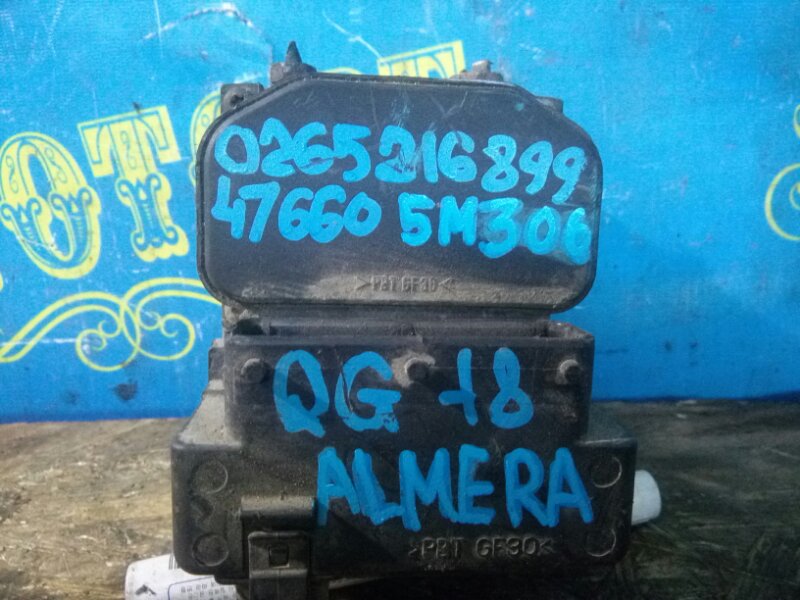 0265216899
47660 5M306
>PBT GF30<
QG 18
ALMERA
>PBT GF30<